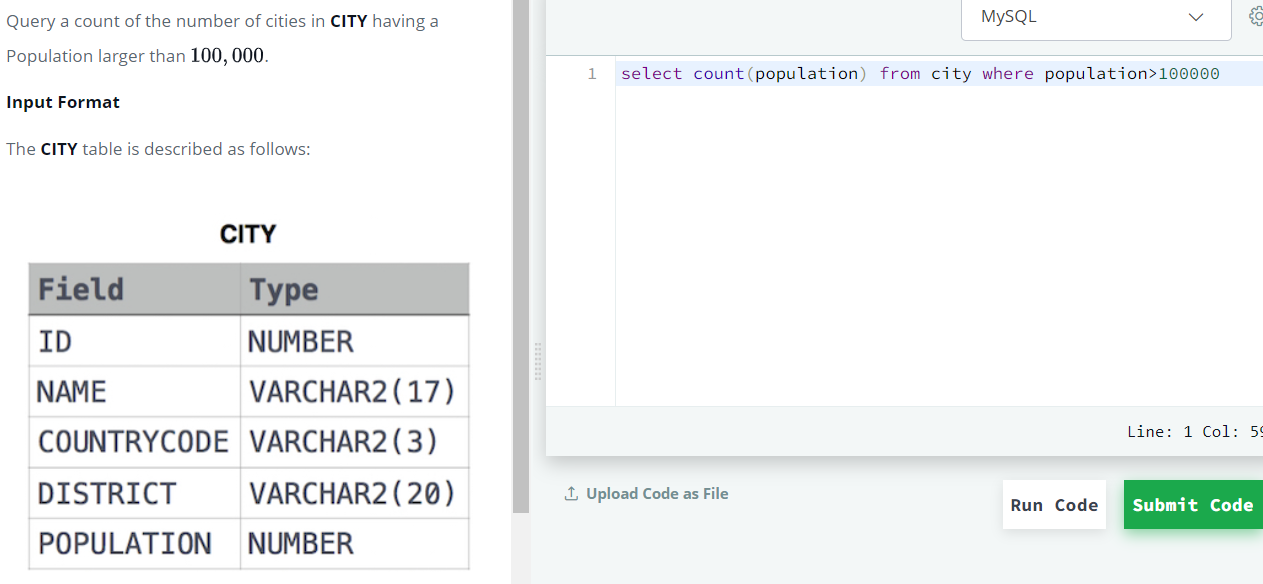 Query a count of the number of cities in CITY having a
Population larger than 100, 000.
Input Format
The CITY table is described as follows:
CITY
Field Type
ID NUMBER
NAME VARCHAR2(17)
COUNTRYCODE VARCHAR2(3)
DISTRICT VARCHAR2(20)
POPULATION NUMBER
MySQL
1 select count(population) from city where population>100000
Line: 1 Col: 59
Upload Code as File
Run Code
Submit Code